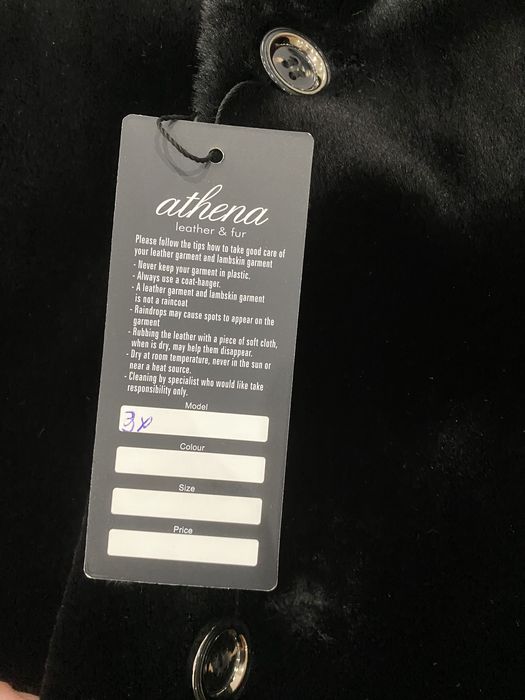 athena
leather & fur
Please follow the tips how to take good care of
your leather garment and lambskin garment
- Never keep your garment in plastic.
- Always use a coat-hanger.
- A leather garment and lambskin garment
is not a raincoat
- Raindrops may cause spots to appear on the
garment
- Rubbing the leather with a piece of soft cloth,
when is dry, may help them disappear.
- Dry at room temperature, never in the sun or
near a heat source.
- Cleaning by specialist who would like take
responsibility only.
Model
Colour
Size
Price